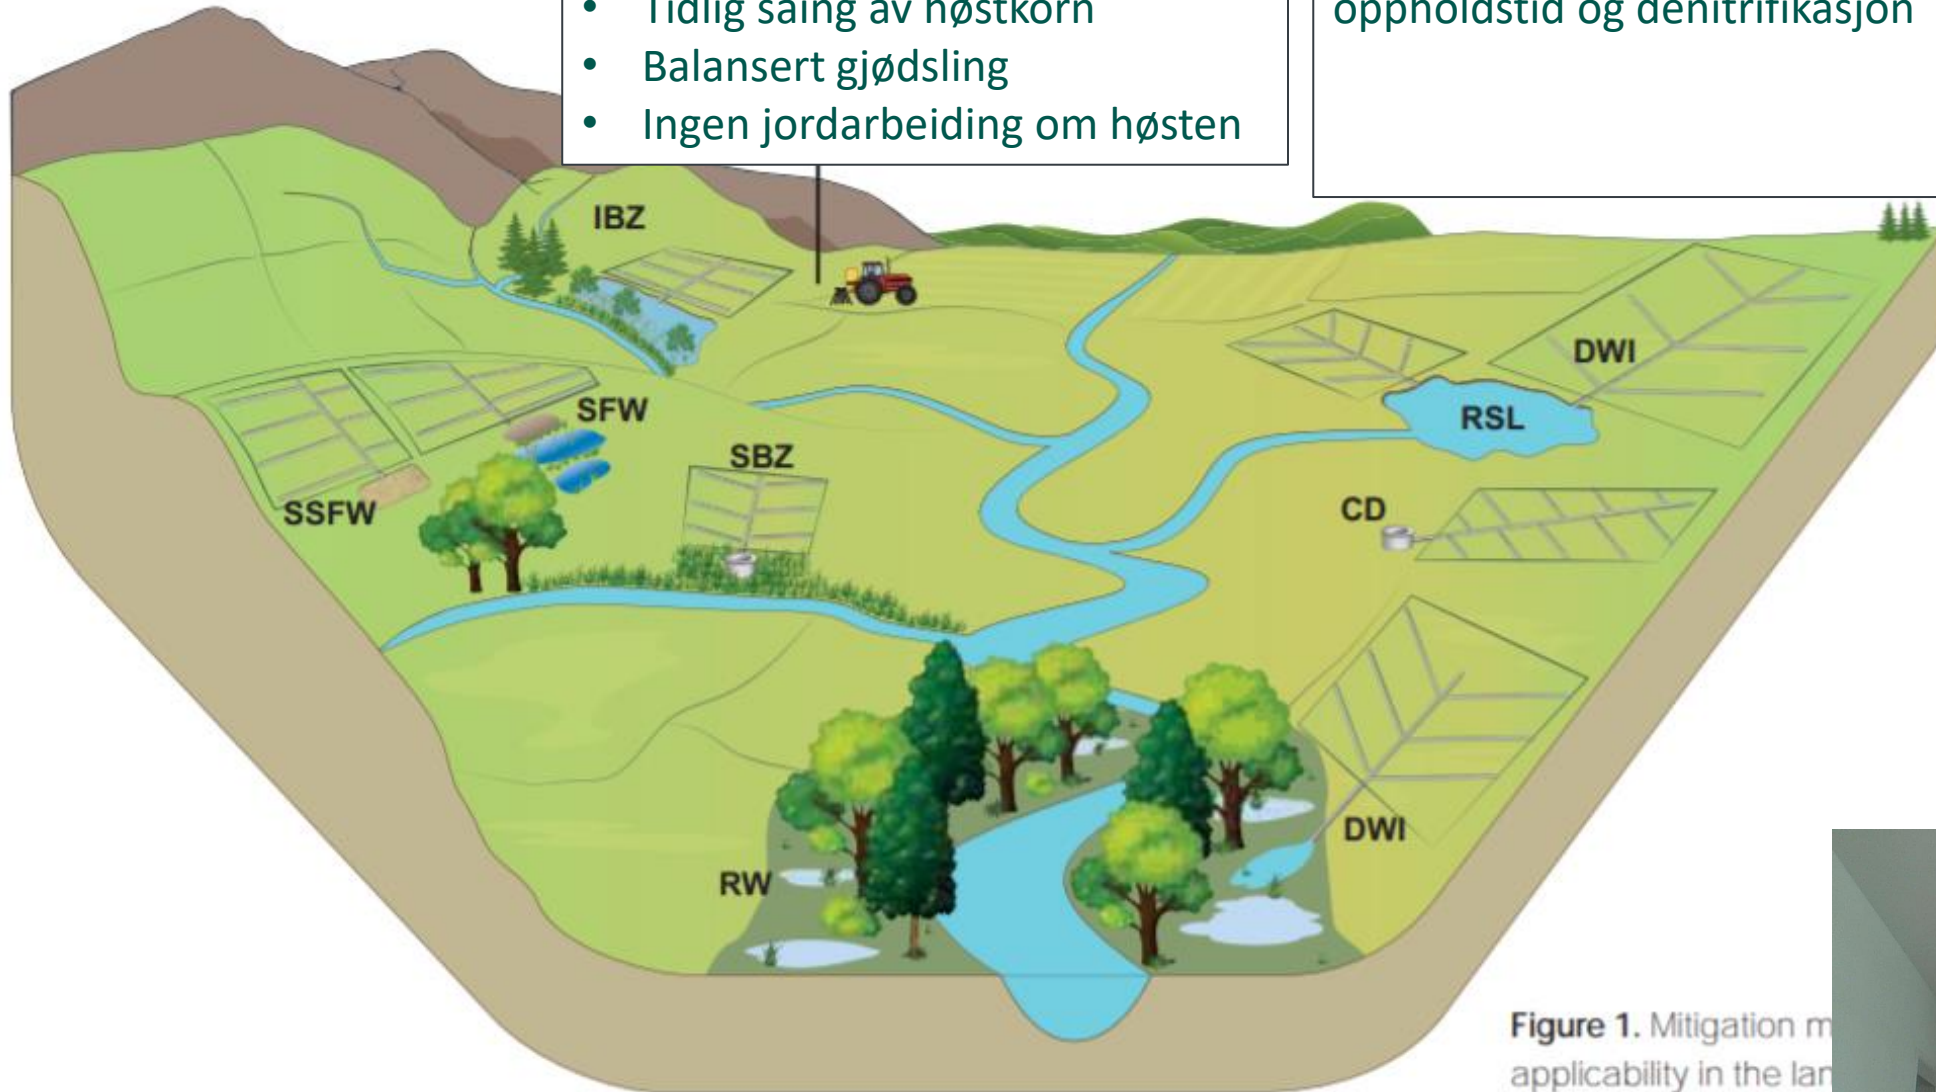 Tidlig såing av høstkorn
• Balansert gjødsling
• Ingen jordarbeiding om høsten
oppholdstid og denitrifikasjon
IBZ
DWI
SFW
RSL
SBZ
SSFW
CD
DWI
RW
Figure 1. Mitigation m
applicability in the lan